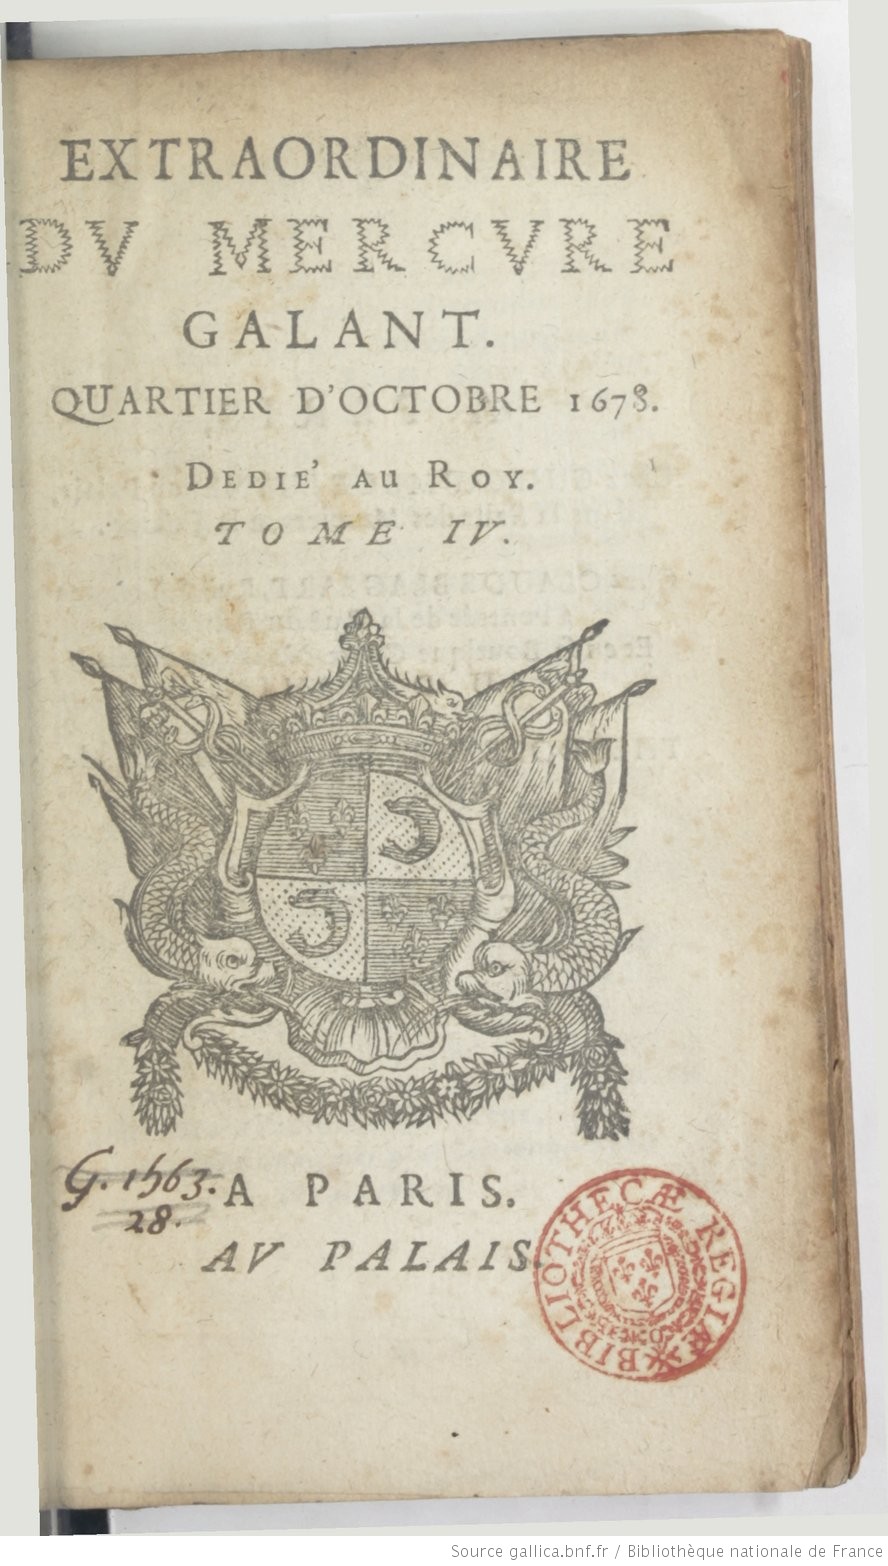 EXTRAORDINAIRE
DV MERCVRE
GALANT.
QUARTIER D'OCTOBRE 1678.
DEDIE' AU ROY.
TOME IV.
G. 1563.
28.
A PARIS.
AV PALAIS.
BIBLIOTHECÆ REGIÆ
Source gallica.bnf.fr / Bibliothèque nationale de France